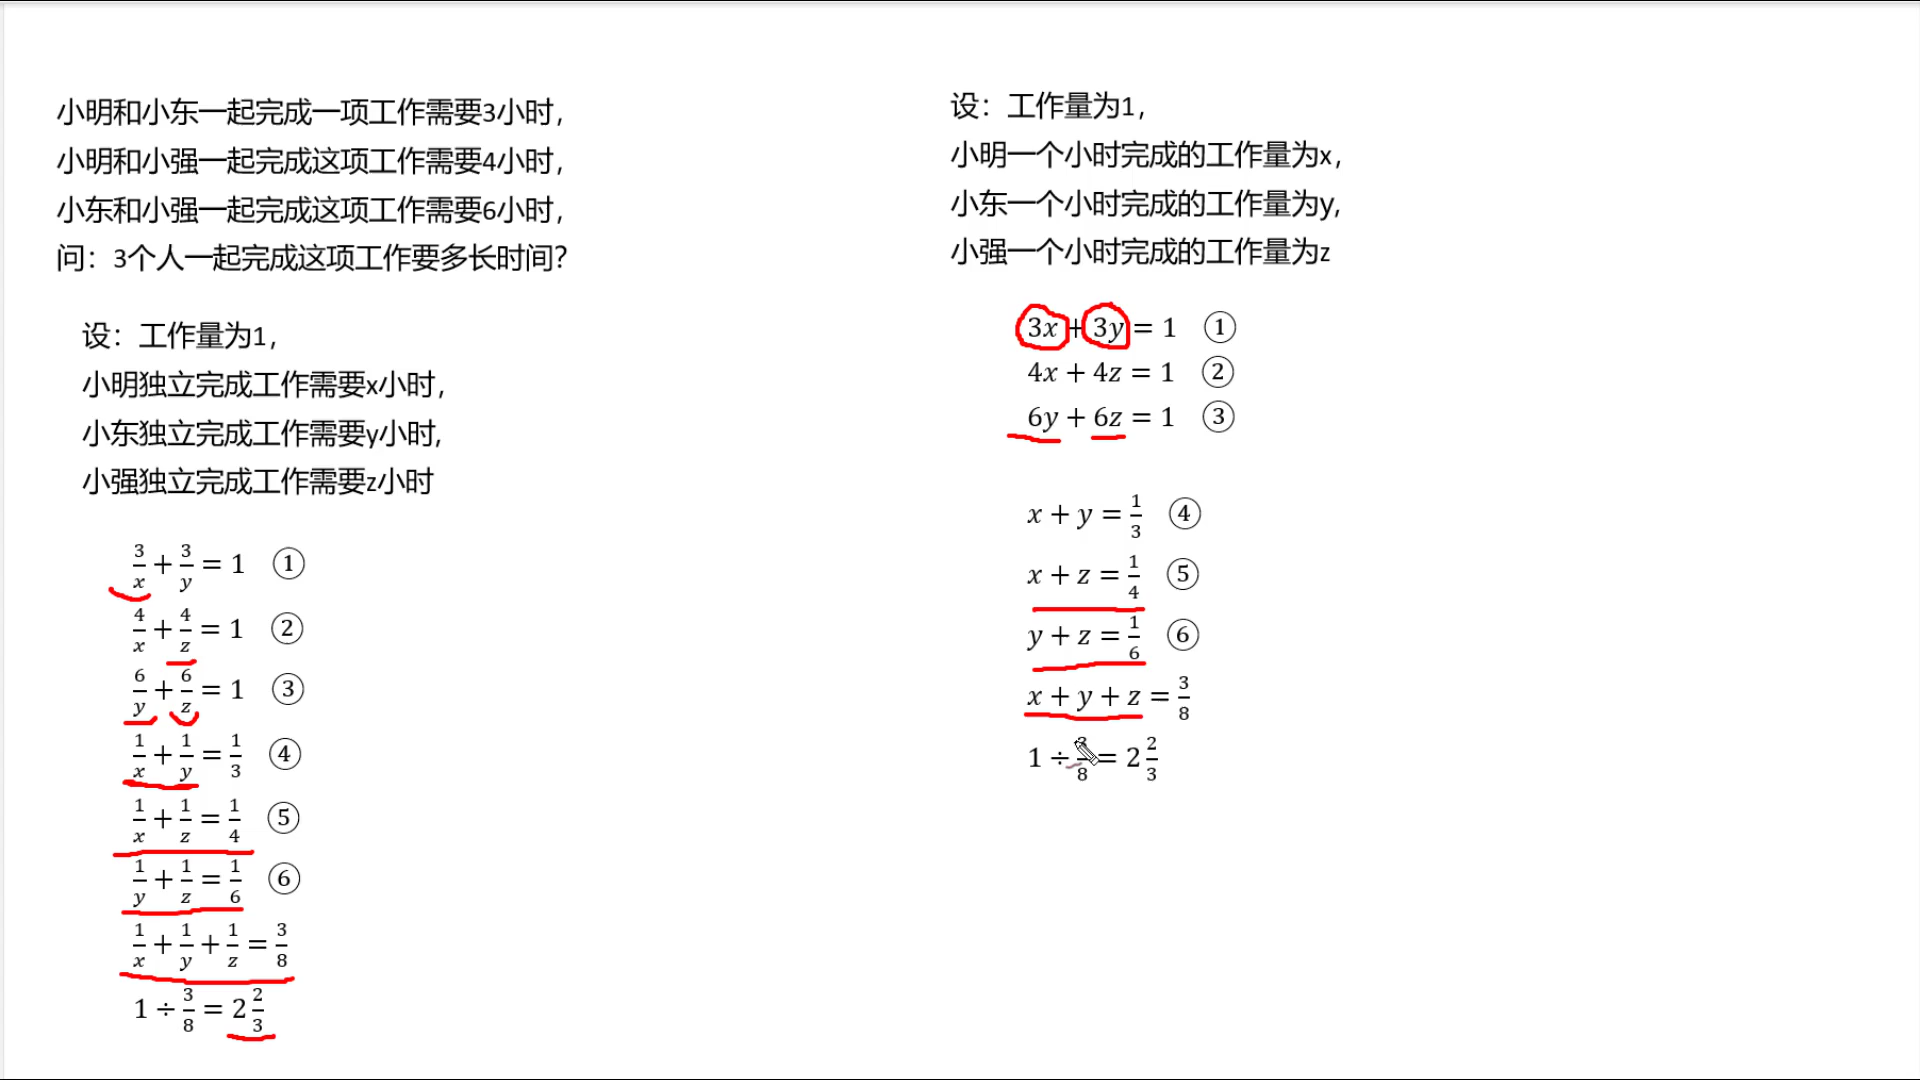 小明和小东一起完成一项工作需要3小时，
小明和小强一起完成这项工作需要4小时，
小东和小强一起完成这项工作需要6小时，
问：3个人一起完成这项工作要多长时间？
设：工作量为1，
小明独立完成工作需要x小时，
小东独立完成工作需要y小时,
小强独立完成工作需要z小时
3/x + 3/y = 1 ①
4/x + 4/z = 1 ②
6/y + 6/z = 1 ③
1/x + 1/y = 1/3 ④
1/x + 1/z = 1/4 ⑤
1/y + 1/z = 1/6 ⑥
1/x + 1/y + 1/z = 3/8
1 ÷ 3/8 = 2 2/3
设：工作量为1，
小明一个小时完成的工作量为x，
小东一个小时完成的工作量为y,
小强一个小时完成的工作量为z
3x + 3y = 1 ①
4x + 4z = 1 ②
6y + 6z = 1 ③
x + y = 1/3 ④
x + z = 1/4 ⑤
y + z = 1/6 ⑥
x + y + z = 3/8
1 ÷ 3/8 = 2 2/3